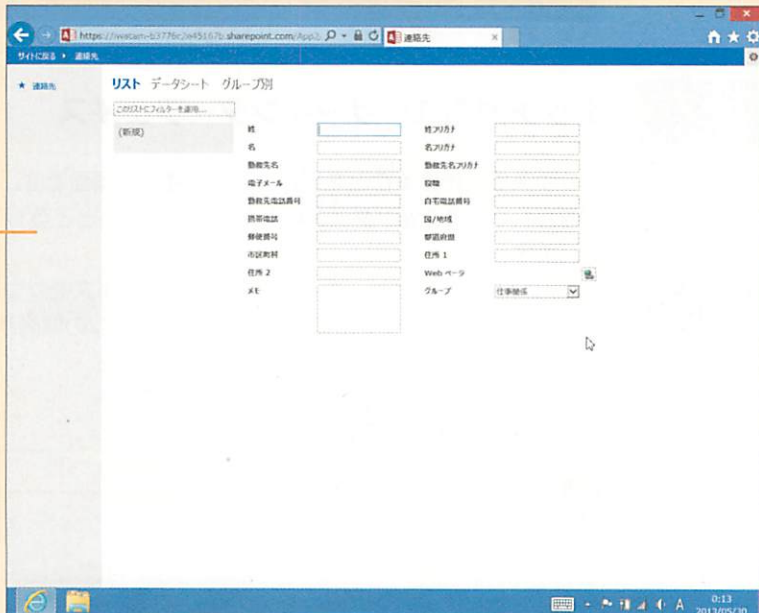 連絡先
サイトに戻る ▶ 連絡先
★ 連絡先
リスト データシート グループ別
このリストにフィルターを適用...
(新規)
姓 姓フリガナ
名 名フリガナ
勤務先名 勤務先名フリガナ
電子メール 役職
勤務先電話番号 自宅電話番号
携帯電話 国/地域
郵便番号 都道府県
市区町村 住所 1
住所 2 Web ページ
メモ グループ 仕事関係
A 0:13
2013/05/30